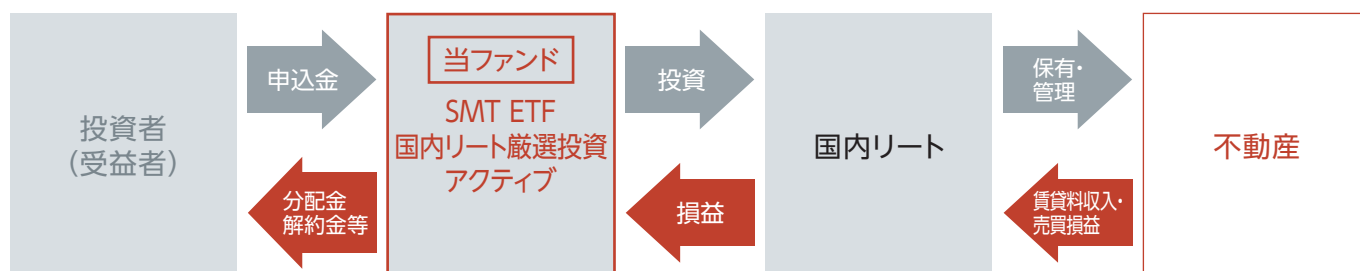 投資者
(受益者)
申込金
分配金
解約金等
当ファンド
SMT ETF
国内リート厳選投資
アクティブ
投資
損益
国内リート
保有・
管理
賃貸料収入・
売買損益
不動産